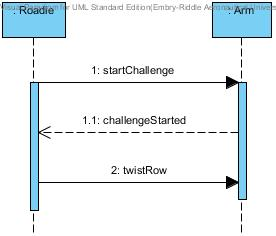 Visual Paradigm for UML Standard Edition(Embry-Riddle Aeronautical Univers
: Roadie
: Arm
1: startChallenge
1.1: challengeStarted
2: twistRow